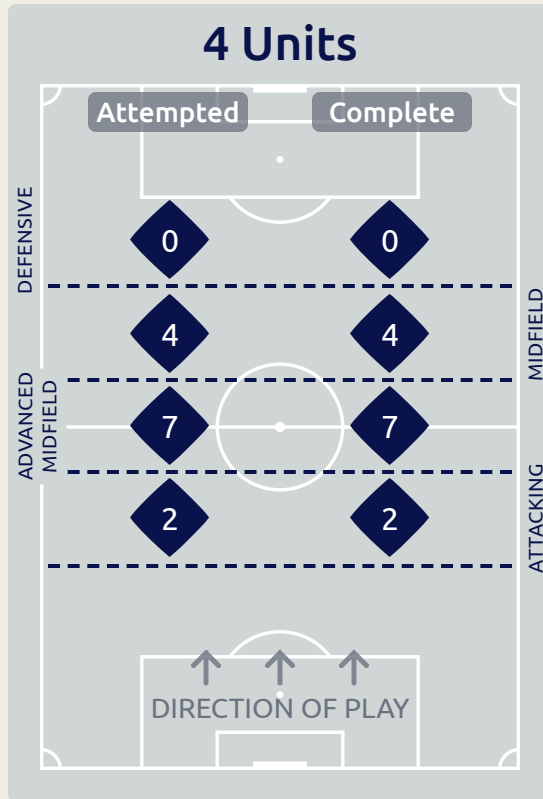 4 Units
Attempted Complete
DEFENSIVE
0 0
MIDFIELD
4 4
ADVANCED
MIDFIELD
7 7
ATTACKING
2 2
DIRECTION OF PLAY